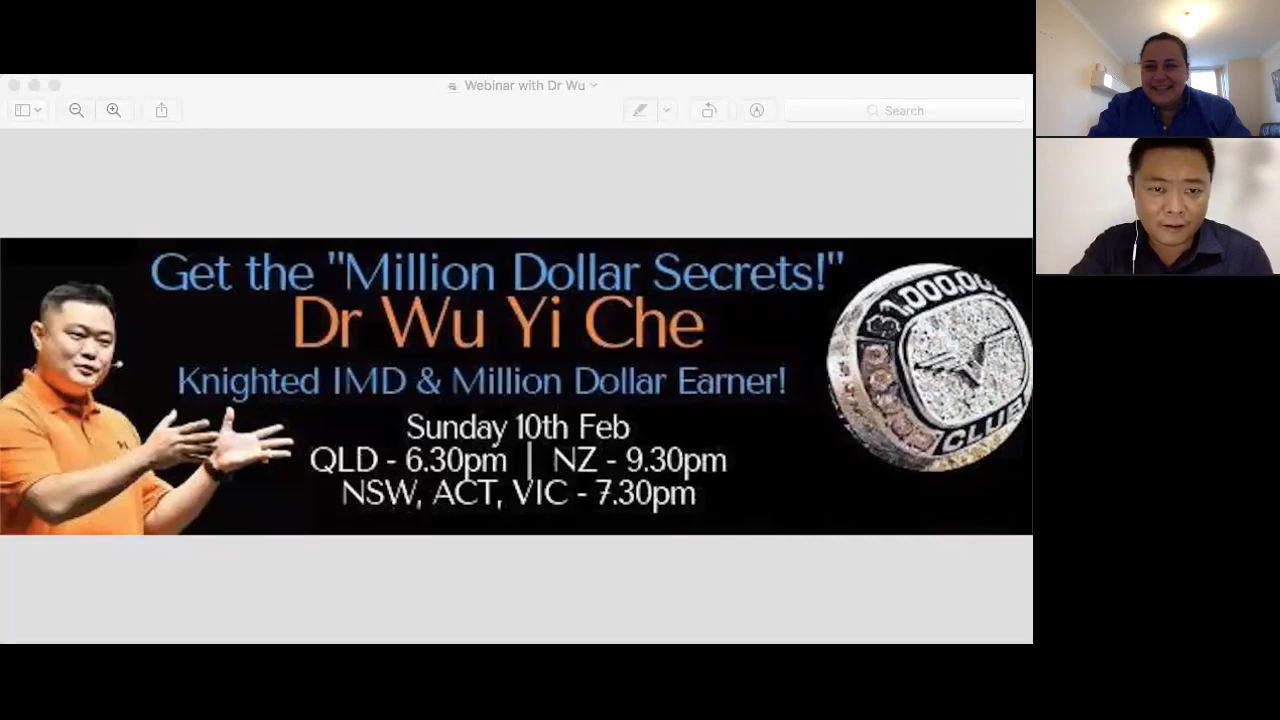 Webinar with Dr Wu
Search
Get the "Million Dollar Secrets!"
Dr Wu Yi Che
Knighted IMD & Million Dollar Earner!
Sunday 10th Feb
QLD - 6.30pm | NZ - 9.30pm
NSW, ACT, VIC - 7.30pm
CLUB